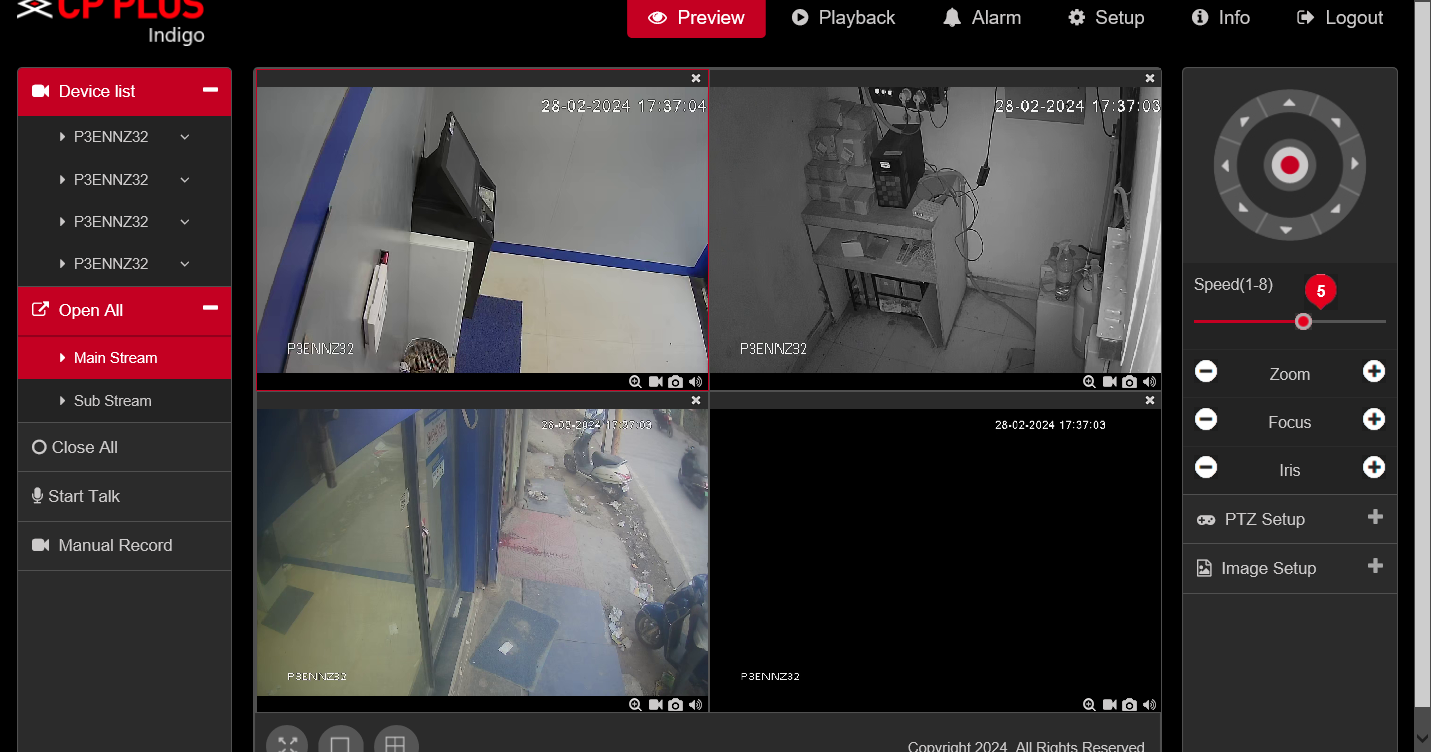 CP PLUS
Indigo
Preview
Playback
Alarm
Setup
Info
Logout
Device list
P3ENNZ32
P3ENNZ32
P3ENNZ32
P3ENNZ32
Open All
Main Stream
Sub Stream
Close All
Start Talk
Manual Record
28-02-2024 17:37:04
P3ENNZ32
28-02-2024 17:37:03
P3ENNZ32
28-02-2024 17:37:03
P3ENNZ32
28-02-2024 17:37:03
P3ENNZ32
Copyright 2024, All Rights Reserved
Speed(1-8)
5
Zoom
Focus
Iris
PTZ Setup
Image Setup